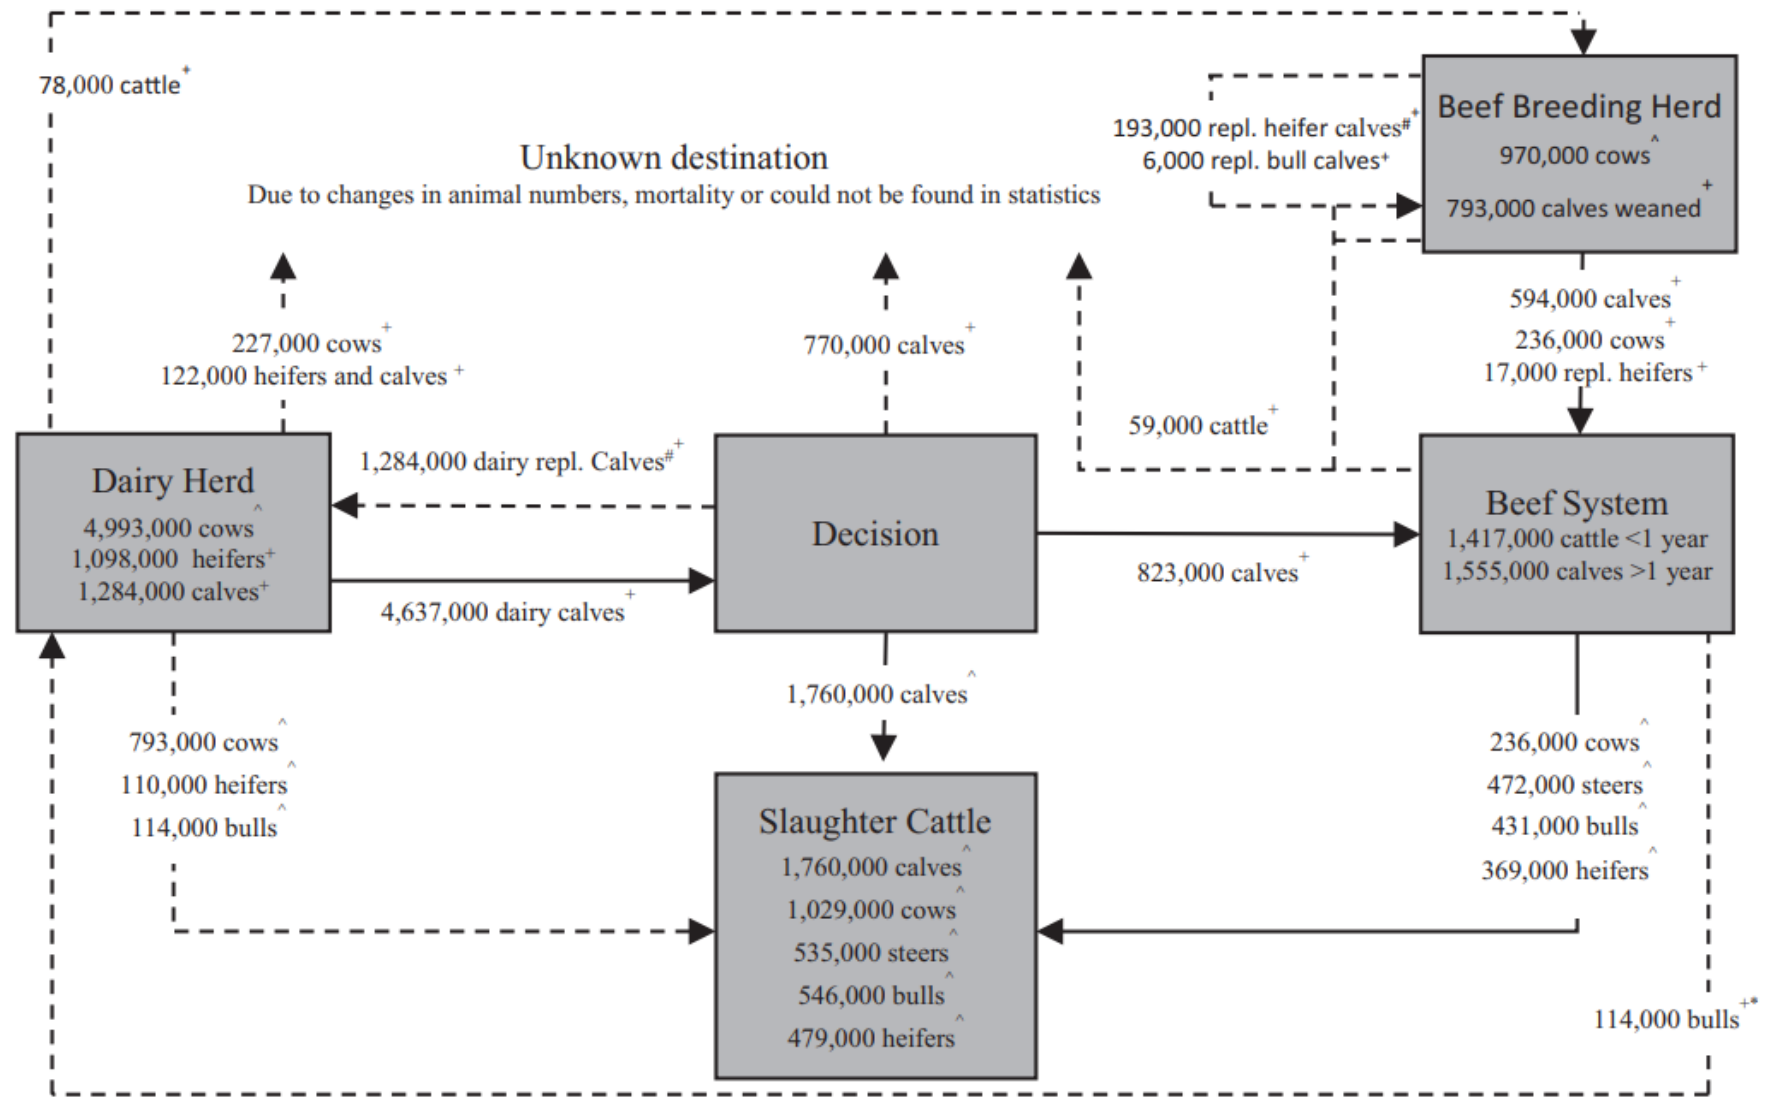 78,000 cattle+
Beef Breeding Herd
970,000 cows^
793,000 calves weaned+
193,000 repl. heifer calves#+
6,000 repl. bull calves+
Unknown destination
Due to changes in animal numbers, mortality or could not be found in statistics
594,000 calves+
236,000 cows+
17,000 repl. heifers+
227,000 cows+
122,000 heifers and calves +
770,000 calves+
59,000 cattle+
1,284,000 dairy repl. Calves#+
Dairy Herd
4,993,000 cows^
1,098,000 heifers+
1,284,000 calves+
Decision
Beef System
1,417,000 cattle <1 year
1,555,000 calves >1 year
823,000 calves+
4,637,000 dairy calves+
1,760,000 calves^
793,000 cows^
110,000 heifers^
114,000 bulls^
236,000 cows^
472,000 steers^
431,000 bulls^
369,000 heifers^
Slaughter Cattle
1,760,000 calves^
1,029,000 cows^
535,000 steers^
546,000 bulls^
479,000 heifers^
114,000 bulls+*